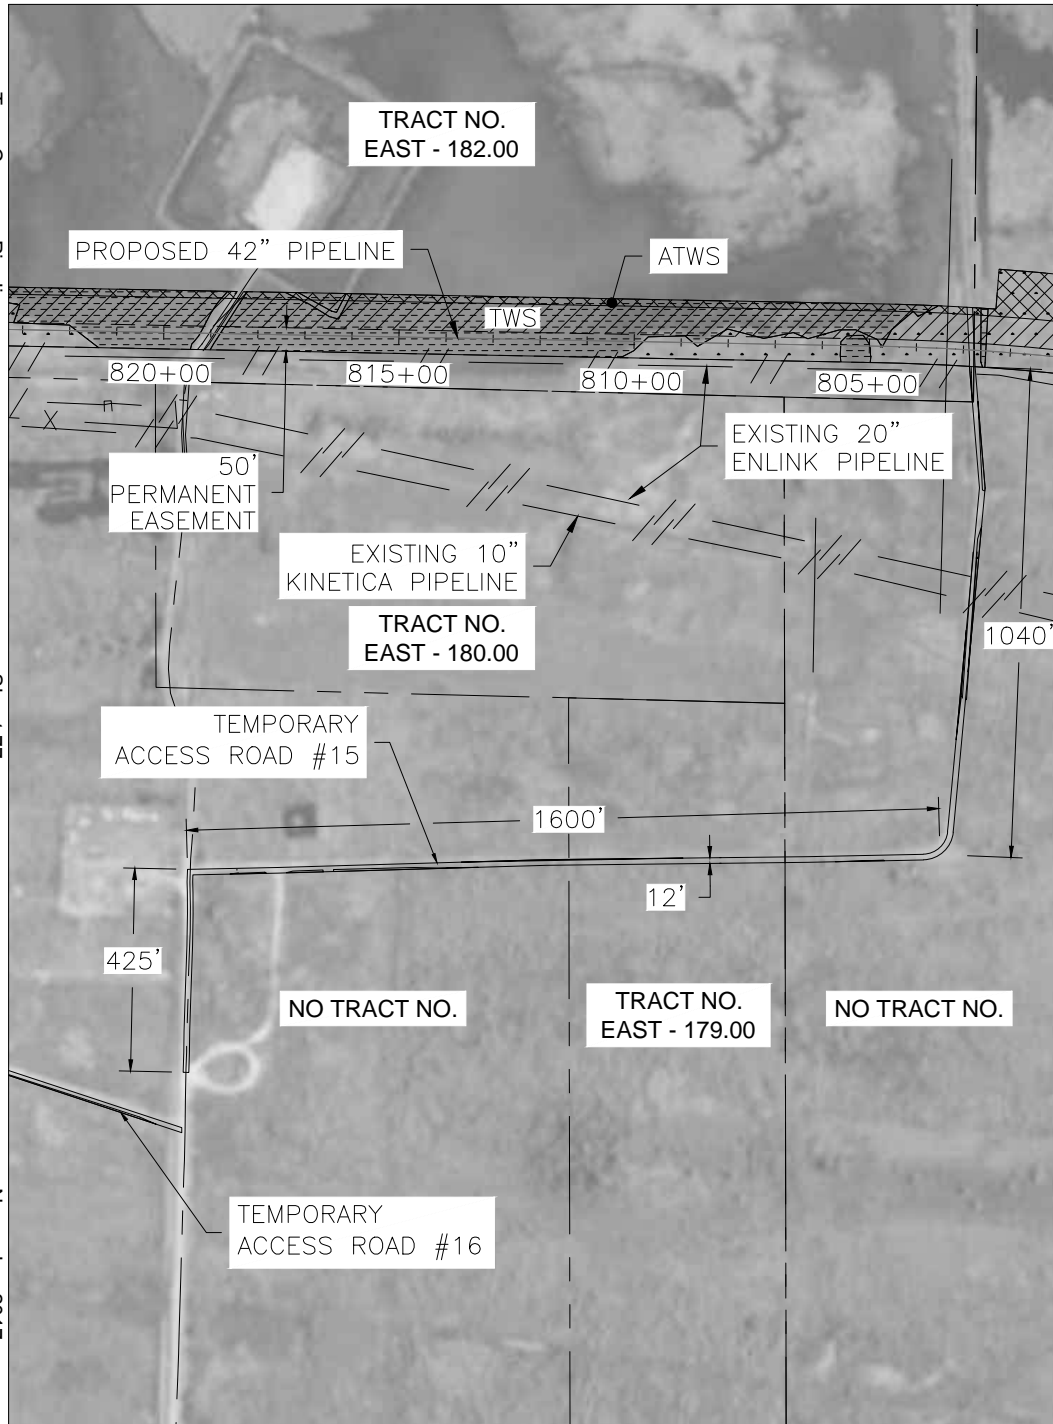 TRACT NO.
EAST - 182.00
PROPOSED 42” PIPELINE
ATWS
TWS
820+00
815+00
810+00
805+00
EXISTING 20”
ENLINK PIPELINE
50’
PERMANENT
EASEMENT
EXISTING 10”
KINETICA PIPELINE
TRACT NO.
EAST - 180.00
1040’
TEMPORARY
ACCESS ROAD #15
1600’
12’
425’
NO TRACT NO.
TRACT NO.
EAST - 179.00
NO TRACT NO.
TEMPORARY
ACCESS ROAD #16